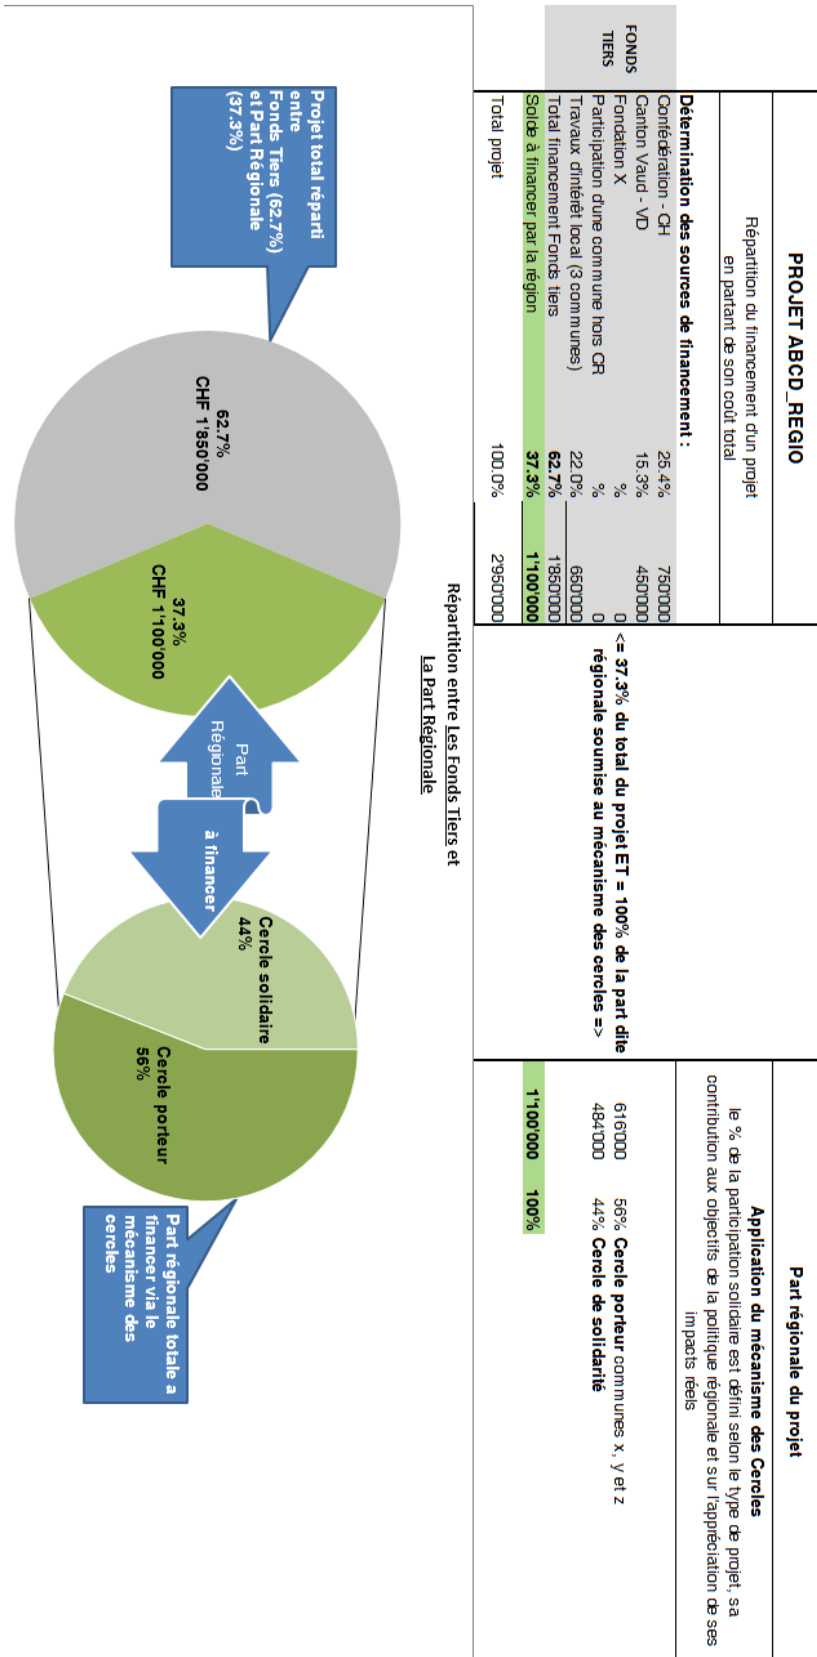 PROJET ABCD_REGIO
Répartition du financement d'un projet
en partant de son coût total
Détermination des sources de financement :
FONDS
TIERS
Confédération - CH 25.4% 750'000
Canton Vaud - VD 15.3% 450'000
Fondation X % 0
Participation d'une commune hors CR % 0
Travaux d'intérêt local (3 communes) 22.0% 650'000
Total financement Fonds tiers 62.7% 1'850'000
Solde à financer par la région 37.3% 1'100'000
Total projet 100.0% 2'950'000
<= 37.3% du total du projet ET = 100% de la part dite
régionale soumise au mécanisme des cercles =>
Part régionale du projet
Application du mécanisme des Cercles
le % de la participation solidaire est défini selon le type de projet, sa
contribution aux objectifs de la politique régionale et sur l'appréciation de ses
impacts réels
616'000 56% Cercle porteur communes x, y et z
484'000 44% Cercle de solidarité
1'100'000 100%
Répartition entre Les Fonds Tiers et
La Part Régionale
Projet total réparti
entre
Fonds Tiers (62.7%)
et Part Régionale
(37.3%)
62.7%
CHF 1'850'000
37.3%
CHF 1'100'000
Part
Régionale
à financer
Cercle solidaire
44%
Cercle porteur
56%
Part régionale totale a
financer via le
mécanisme des
cercles